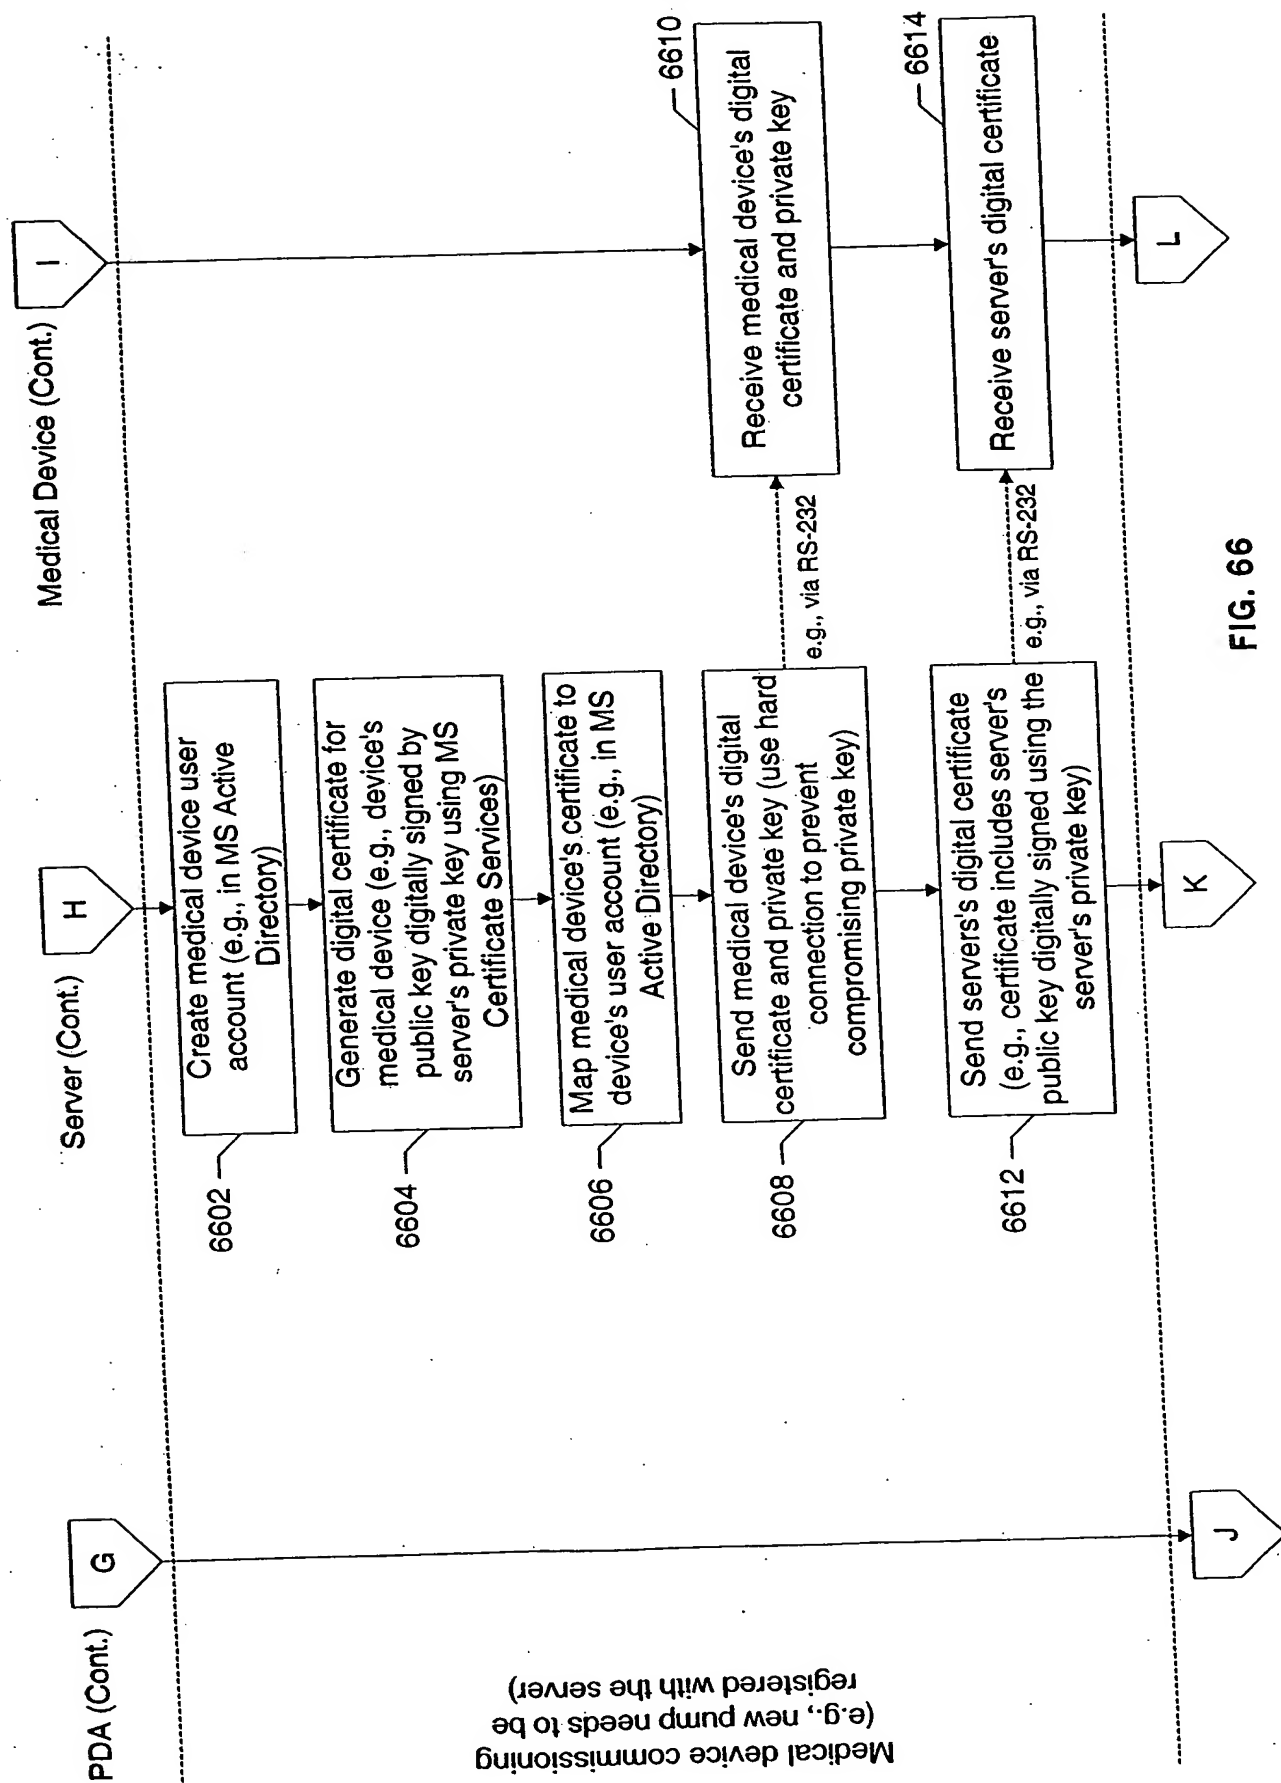 PDA (Cont.)
Server (Cont.)
Medical Device (Cont.)
G
H
I
Medical device commissioning
(e.g., new pump needs to be
registered with the server)
6602
Create medical device user
account (e.g., in MS Active
Directory)
6604
Generate digital certificate for
medical device (e.g., device's
public key digitally signed by
server's private key using MS
Certificate Services)
6606
Map medical device's certificate to
device's user account (e.g., in MS
Active Directory)
6608
Send medical device's digital
certificate and private key (use hard
connection to prevent
compromising private key)
e.g., via RS-232
6610
Receive medical device's digital
certificate and private key
6612
Send servers's digital certificate
(e.g., certificate includes server's
public key digitally signed using the
server's private key)
e.g., via RS-232
6614
Receive server's digital certificate
J
K
L
FIG. 66